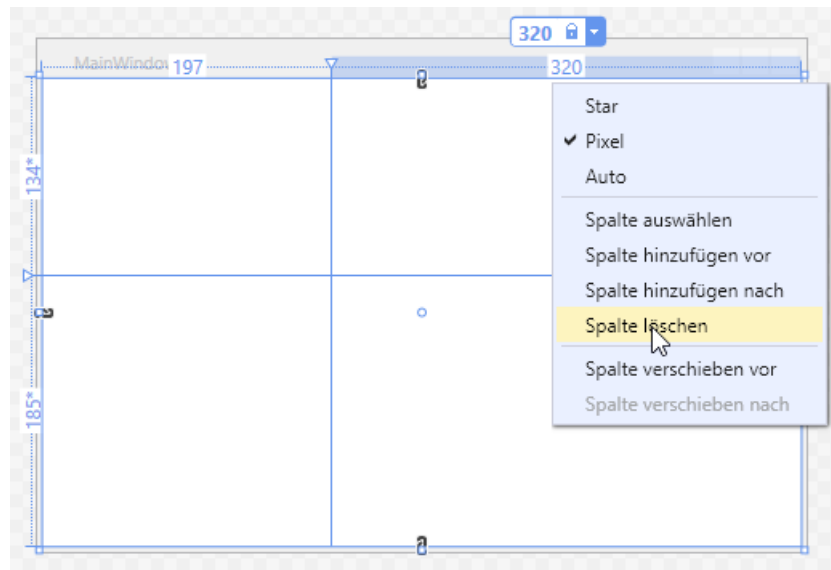 320
MainWindow
197
320
134*
185*
Star
Pixel
Auto
Spalte auswählen
Spalte hinzufügen vor
Spalte hinzufügen nach
Spalte löschen
Spalte verschieben vor
Spalte verschieben nach